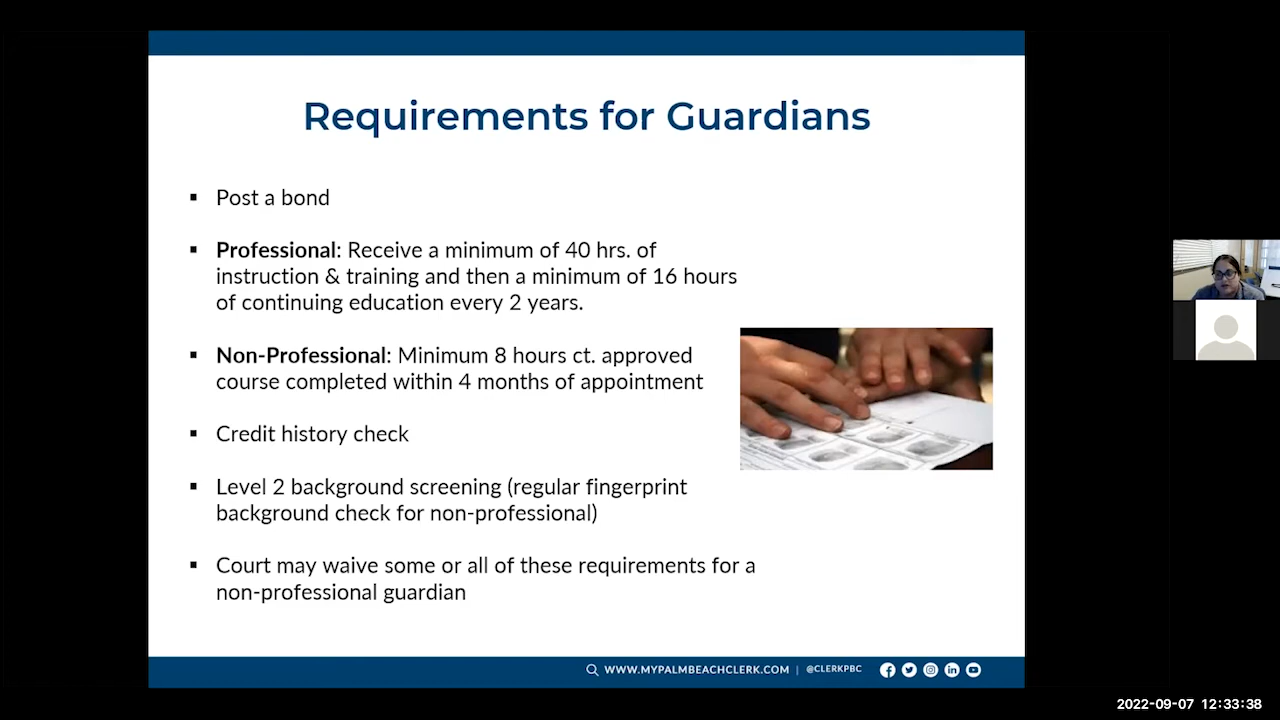 Requirements for Guardians
▪ Post a bond
▪ Professional: Receive a minimum of 40 hrs. of
instruction & training and then a minimum of 16 hours
of continuing education every 2 years.
▪ Non-Professional: Minimum 8 hours ct. approved
course completed within 4 months of appointment
▪ Credit history check
▪ Level 2 background screening (regular fingerprint
background check for non-professional)
▪ Court may waive some or all of these requirements for a
non-professional guardian
WWW.MYPALMBEACHCLERK.COM | @CLERKPBC
2022-09-07 12:33:38